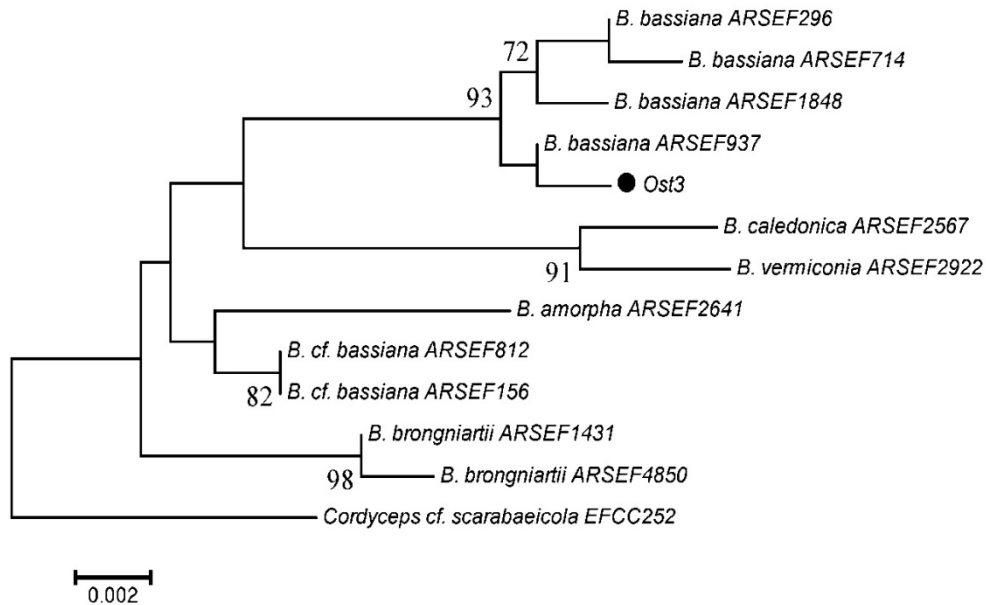 B. bassiana ARSEF296
72
B. bassiana ARSEF714
93
B. bassiana ARSEF1848
B. bassiana ARSEF937
Ost3
B. caledonica ARSEF2567
91
B. vermiconia ARSEF2922
B. amorpha ARSEF2641
B. cf. bassiana ARSEF812
82
B. cf. bassiana ARSEF156
B. brongniartii ARSEF1431
98
B. brongniartii ARSEF4850
Cordyceps cf. scarabaeicola EFCC252
0.002